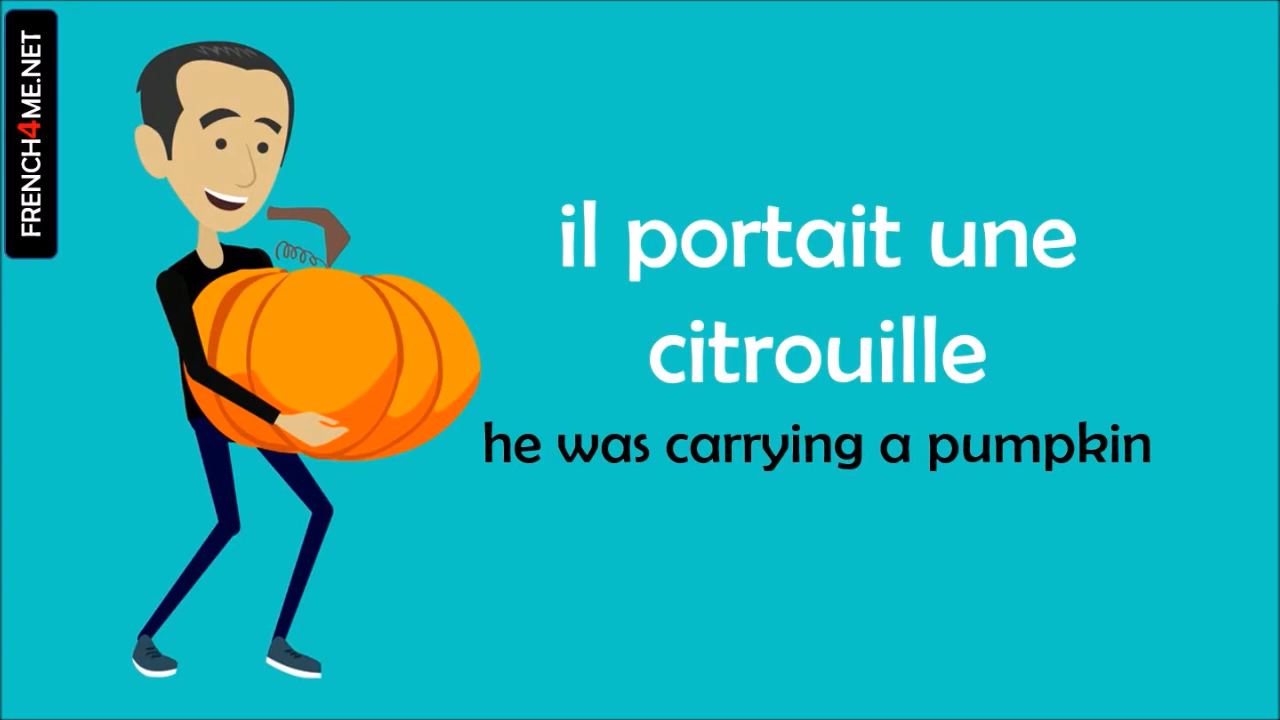 FRENCH4ME.NET
il portait une
citrouille
he was carrying a pumpkin